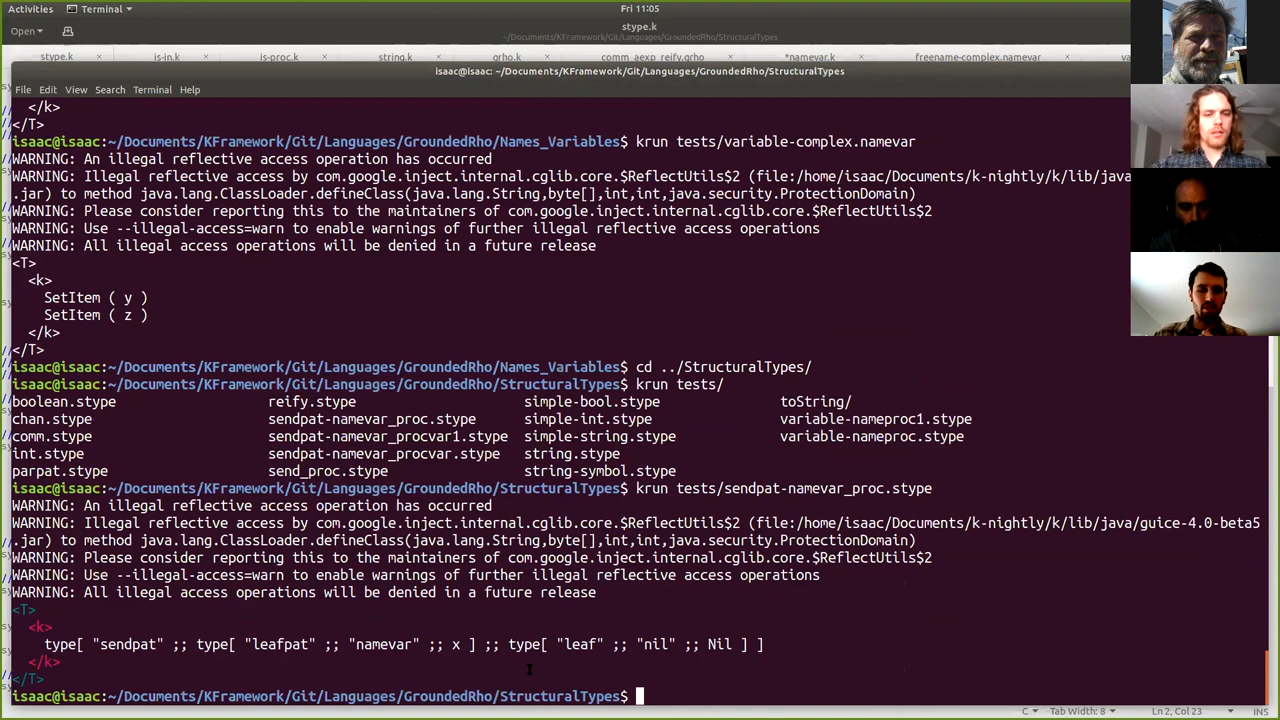 Activities Terminal Fri 11:05
Open stype.k
~/Documents/KFramework/Git/Languages/GroundedRho/StructuralTypes
stype.k × is-in.k × is-proc.k × string.k × grho.k × comm_aexp_reify.grho × *namevar.k × freename-complex.namevar ×
isaac@isaac: ~/Documents/KFramework/Git/Languages/GroundedRho/StructuralTypes
File Edit View Search Terminal Help
</k>
</T>
isaac@isaac:~/Documents/KFramework/Git/Languages/GroundedRho/Names_Variables$ krun tests/variable-complex.namevar
WARNING: An illegal reflective access operation has occurred
WARNING: Illegal reflective access by com.google.inject.internal.cglib.core.$ReflectUtils$2 (file:/home/isaac/Documents/k-nightly/k/lib/java
.jar) to method java.lang.ClassLoader.defineClass(java.lang.String,byte[],int,int,java.security.ProtectionDomain)
WARNING: Please consider reporting this to the maintainers of com.google.inject.internal.cglib.core.$ReflectUtils$2
WARNING: Use --illegal-access=warn to enable warnings of further illegal reflective access operations
WARNING: All illegal access operations will be denied in a future release
<T>
<k>
SetItem ( y )
SetItem ( z )
</k>
</T>
isaac@isaac:~/Documents/KFramework/Git/Languages/GroundedRho/Names_Variables$ cd ../StructuralTypes/
isaac@isaac:~/Documents/KFramework/Git/Languages/GroundedRho/StructuralTypes$ krun tests/
boolean.stype reify.stype simple-bool.stype toString/
chan.stype sendpat-namevar_proc.stype simple-int.stype variable-nameproc1.stype
comm.stype sendpat-namevar_procvar1.stype simple-string.stype variable-nameproc.stype
int.stype sendpat-namevar_procvar.stype string.stype
parpat.stype send_proc.stype string-symbol.stype
isaac@isaac:~/Documents/KFramework/Git/Languages/GroundedRho/StructuralTypes$ krun tests/sendpat-namevar_proc.stype
WARNING: An illegal reflective access operation has occurred
WARNING: Illegal reflective access by com.google.inject.internal.cglib.core.$ReflectUtils$2 (file:/home/isaac/Documents/k-nightly/k/lib/java/guice-4.0-beta5
.jar) to method java.lang.ClassLoader.defineClass(java.lang.String,byte[],int,int,java.security.ProtectionDomain)
WARNING: Please consider reporting this to the maintainers of com.google.inject.internal.cglib.core.$ReflectUtils$2
WARNING: Use --illegal-access=warn to enable warnings of further illegal reflective access operations
WARNING: All illegal access operations will be denied in a future release
<T>
<k>
type[ "sendpat" ;; type[ "leafpat" ;; "namevar" ;; x ] ;; type[ "leaf" ;; "nil" ;; Nil ] ]
</k>
</T>
isaac@isaac:~/Documents/KFramework/Git/Languages/GroundedRho/StructuralTypes$
C Tab Width: 8 Ln 2, Col 23 INS